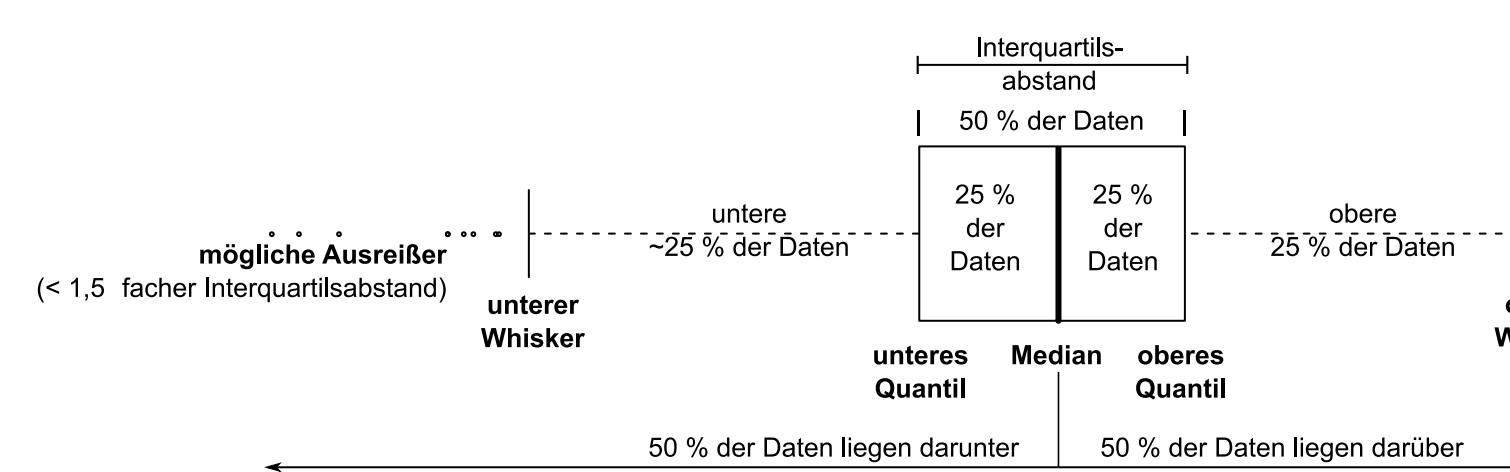 Interquartils-
abstand
50 % der Daten
25 %
der
Daten
25 %
der
Daten
untere
~25 % der Daten
obere
25 % der Daten
mögliche Ausreißer
(< 1,5 facher Interquartilsabstand)
unterer
Whisker
unteres
Quantil
Median
oberes
Quantil
50 % der Daten liegen darunter
50 % der Daten liegen darüber